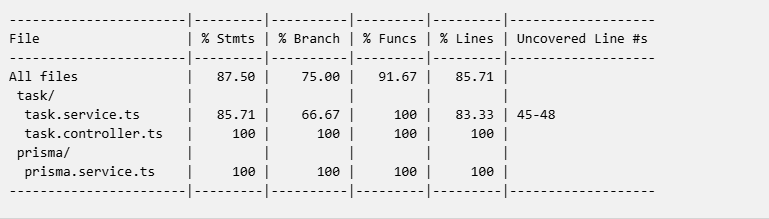 -----------------------|---------|----------|---------|---------|-------------------
File                   | % Stmts | % Branch | % Funcs | % Lines | Uncovered Line #s
-----------------------|---------|----------|---------|---------|-------------------
All files              |   87.50 |    75.00 |   91.67 |   85.71 |
 task/                 |         |          |         |         |
  task.service.ts      |   85.71 |    66.67 |     100 |   83.33 | 45-48
  task.controller.ts   |     100 |      100 |     100 |     100 |
 prisma/               |         |          |         |         |
  prisma.service.ts    |     100 |      100 |     100 |     100 |
-----------------------|---------|----------|---------|---------|-------------------